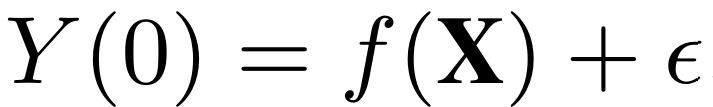 Y(0) = f(𝐗) + ϵ